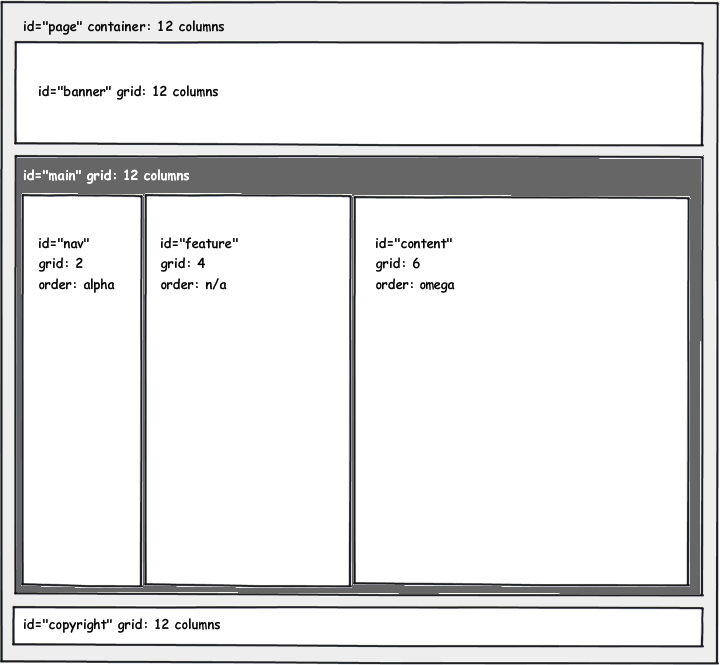 id="page" container: 12 columns
id="banner" grid: 12 columns
id="main" grid: 12 columns
id="nav"
grid: 2
order: alpha
id="feature"
grid: 4
order: n/a
id="content"
grid: 6
order: omega
id="copyright" grid: 12 columns